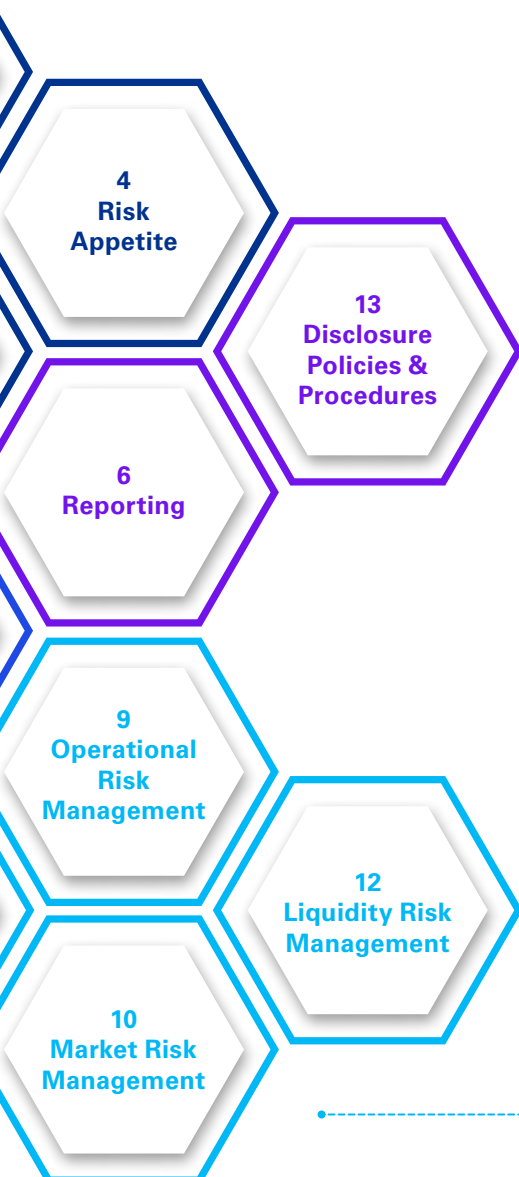 4
Risk
Appetite
13
Disclosure
Policies &
Procedures
6
Reporting
9
Operational
Risk
Management
12
Liquidity Risk
Management
10
Market Risk
Management